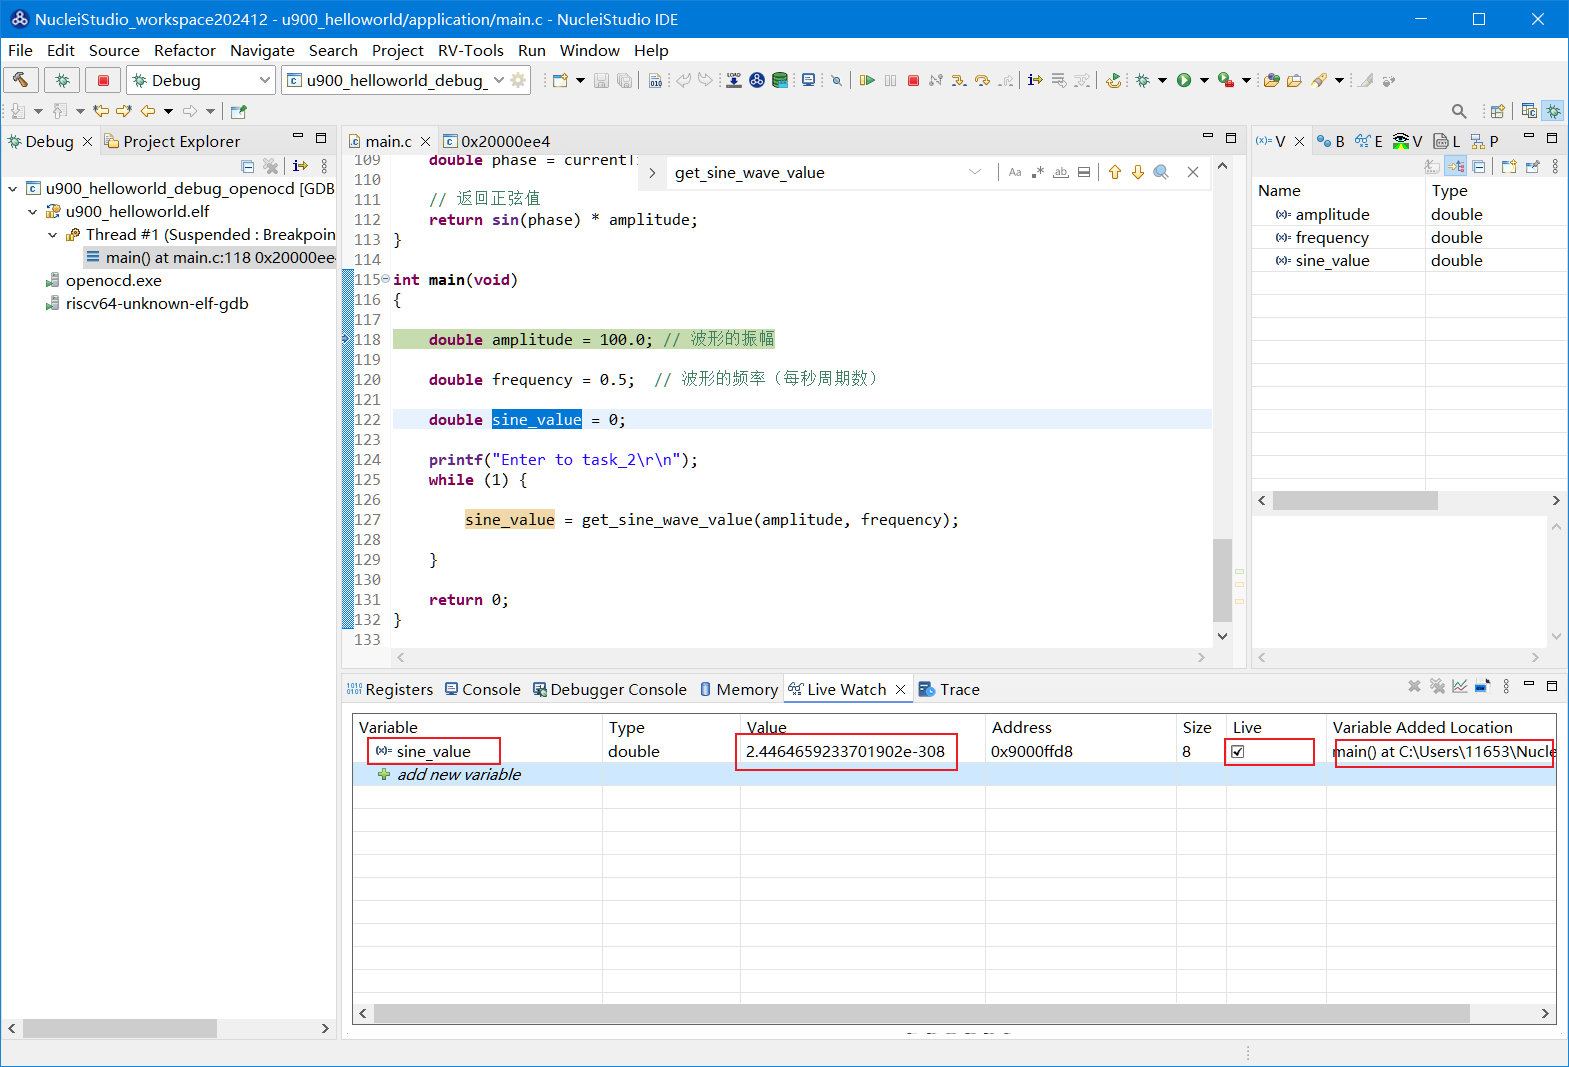 NucleiStudio_workspace202412 - u900_helloworld/application/main.c - NucleiStudio IDE
File Edit Source Refactor Navigate Search Project RV-Tools Run Window Help
Debug u900_helloworld_debug_
Debug Project Explorer
u900_helloworld_debug_openocd [GDB
u900_helloworld.elf
Thread #1 (Suspended : Breakpoin
main() at main.c:118 0x20000ee
openocd.exe
riscv64-unknown-elf-gdb
main.c 0x20000ee4
get_sine_wave_value
Aa .* ab
109 double phase = currentTi
110
111 // 返回正弦值
112 return sin(phase) * amplitude;
113 }
114
115 int main(void)
116 {
117
118 double amplitude = 100.0; // 波形的振幅
119
120 double frequency = 0.5; // 波形的频率（每秒周期数）
121
122 double sine_value = 0;
123
124 printf("Enter to task_2\r\n");
125 while (1) {
126
127 sine_value = get_sine_wave_value(amplitude, frequency);
128
129 }
130
131 return 0;
132 }
133
(x)= V B E V L P
Name Type
(x)= amplitude double
(x)= frequency double
(x)= sine_value double
Registers Console Debugger Console Memory Live Watch Trace
Variable Type Value Address Size Live Variable Added Location
(x)= sine_value double 2.4464659233701902e-308 0x9000ffd8 8 main() at C:\Users\11653\Nucle
add new variable